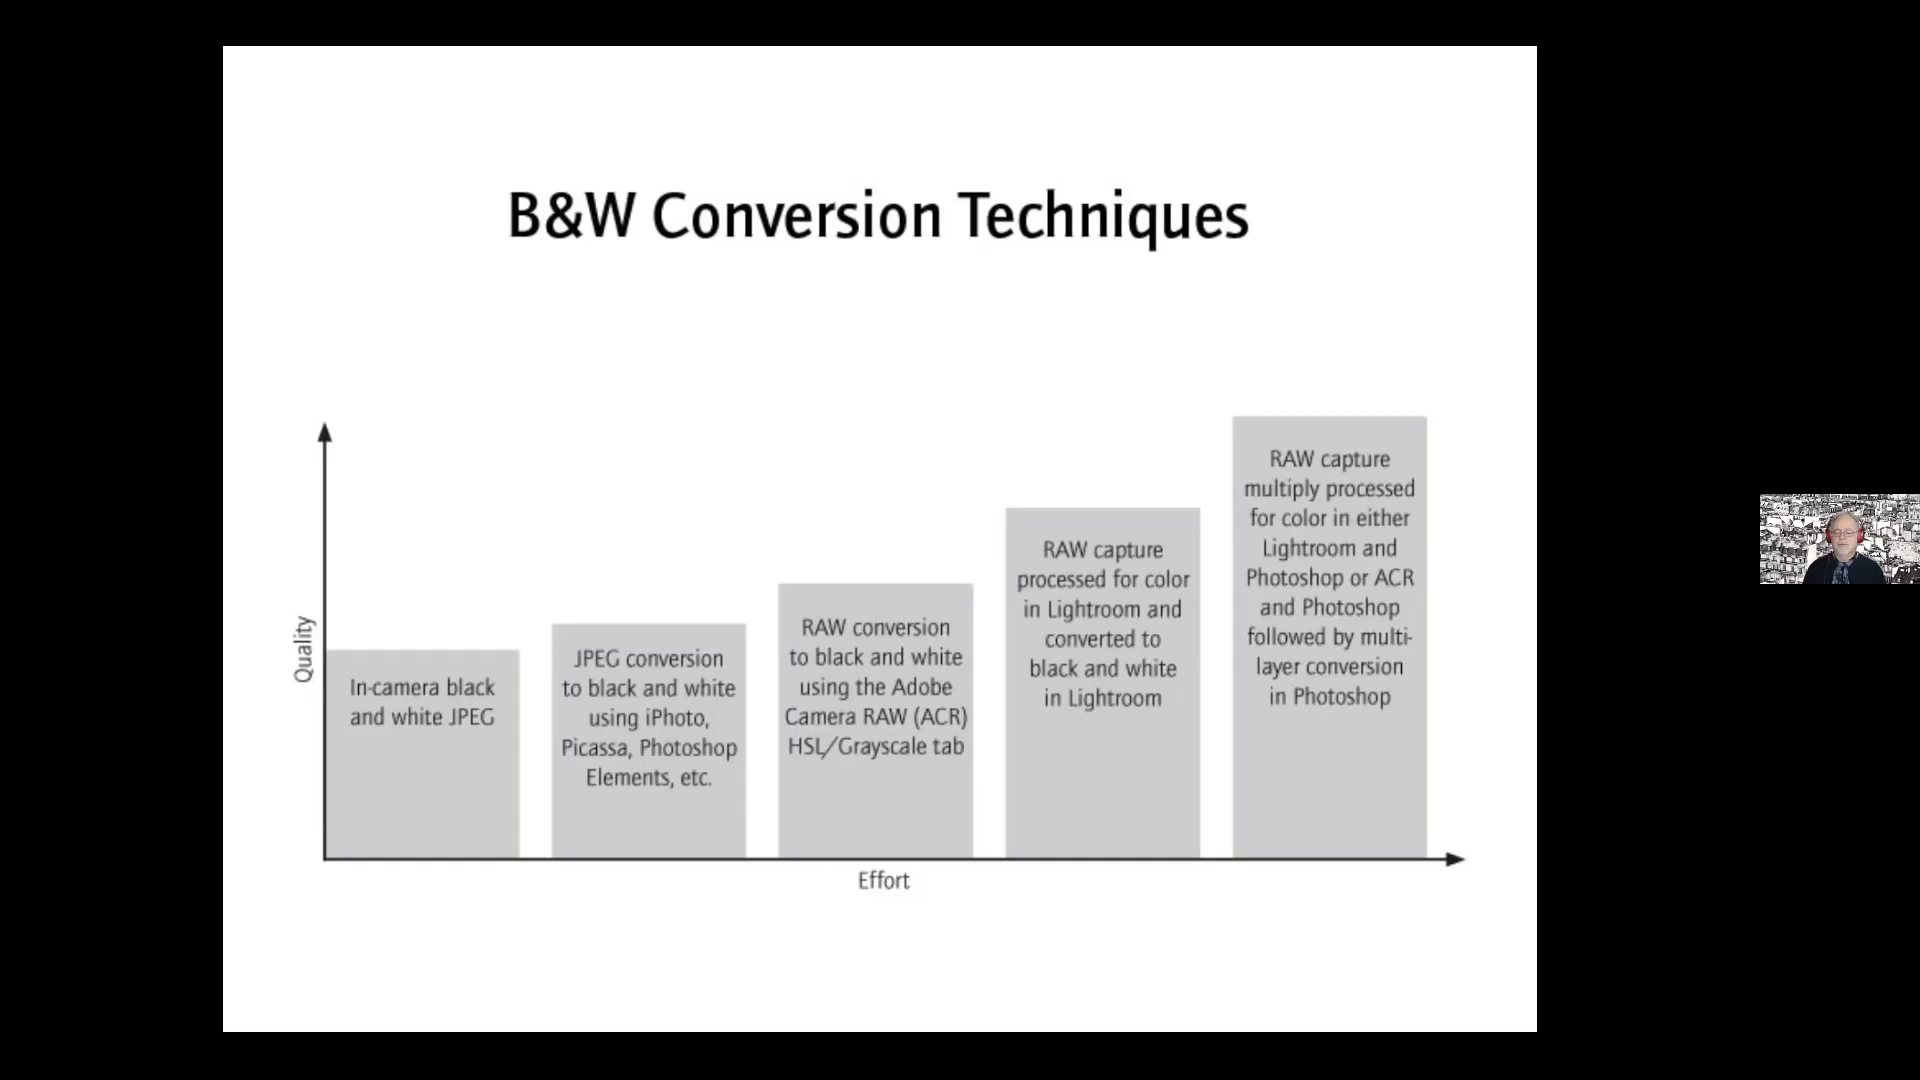 B&W Conversion Techniques
Quality
In-camera black
and white JPEG
JPEG conversion
to black and white
using iPhoto,
Picassa, Photoshop
Elements, etc.
RAW conversion
to black and white
using the Adobe
Camera RAW (ACR)
HSL/Grayscale tab
RAW capture
processed for color
in Lightroom and
converted to
black and white
in Lightroom
RAW capture
multiply processed
for color in either
Lightroom and
Photoshop or ACR
and Photoshop
followed by multi-
layer conversion
in Photoshop
Effort